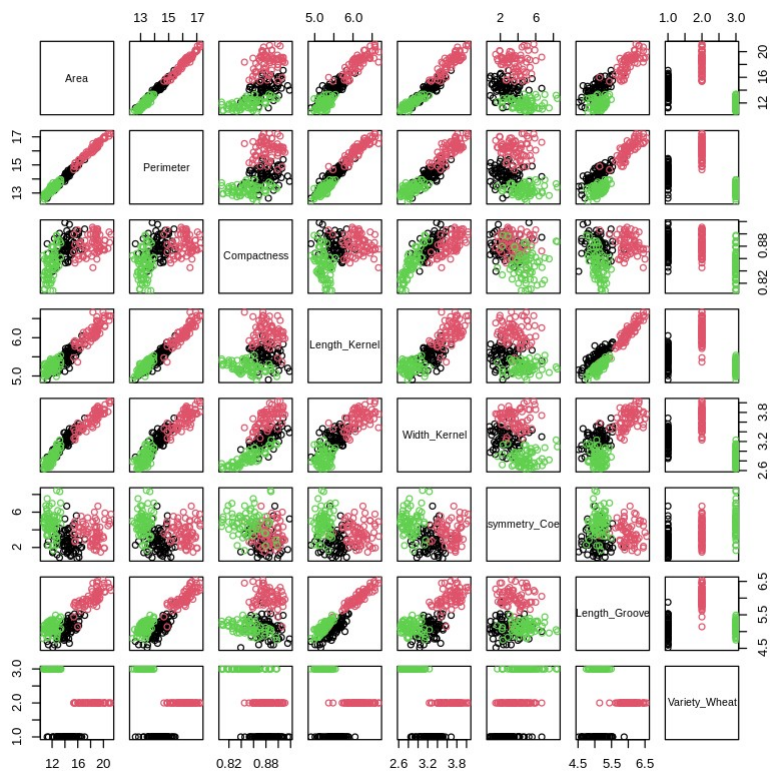 13 15 17 5.0 6.0 2 6 1.0 2.0 3.0
Area 12 16 20
13 15 17 Perimeter
Compactness 0.82 0.88
5.0 6.0 Length_Kernel
Width_Kernel 2.6 3.2 3.8
2 6 symmetry_Coe
Length_Groove 4.5 5.5 6.5
1.0 2.0 3.0 Variety_Wheat
12 16 20 0.82 0.88 2.6 3.2 3.8 4.5 5.5 6.5